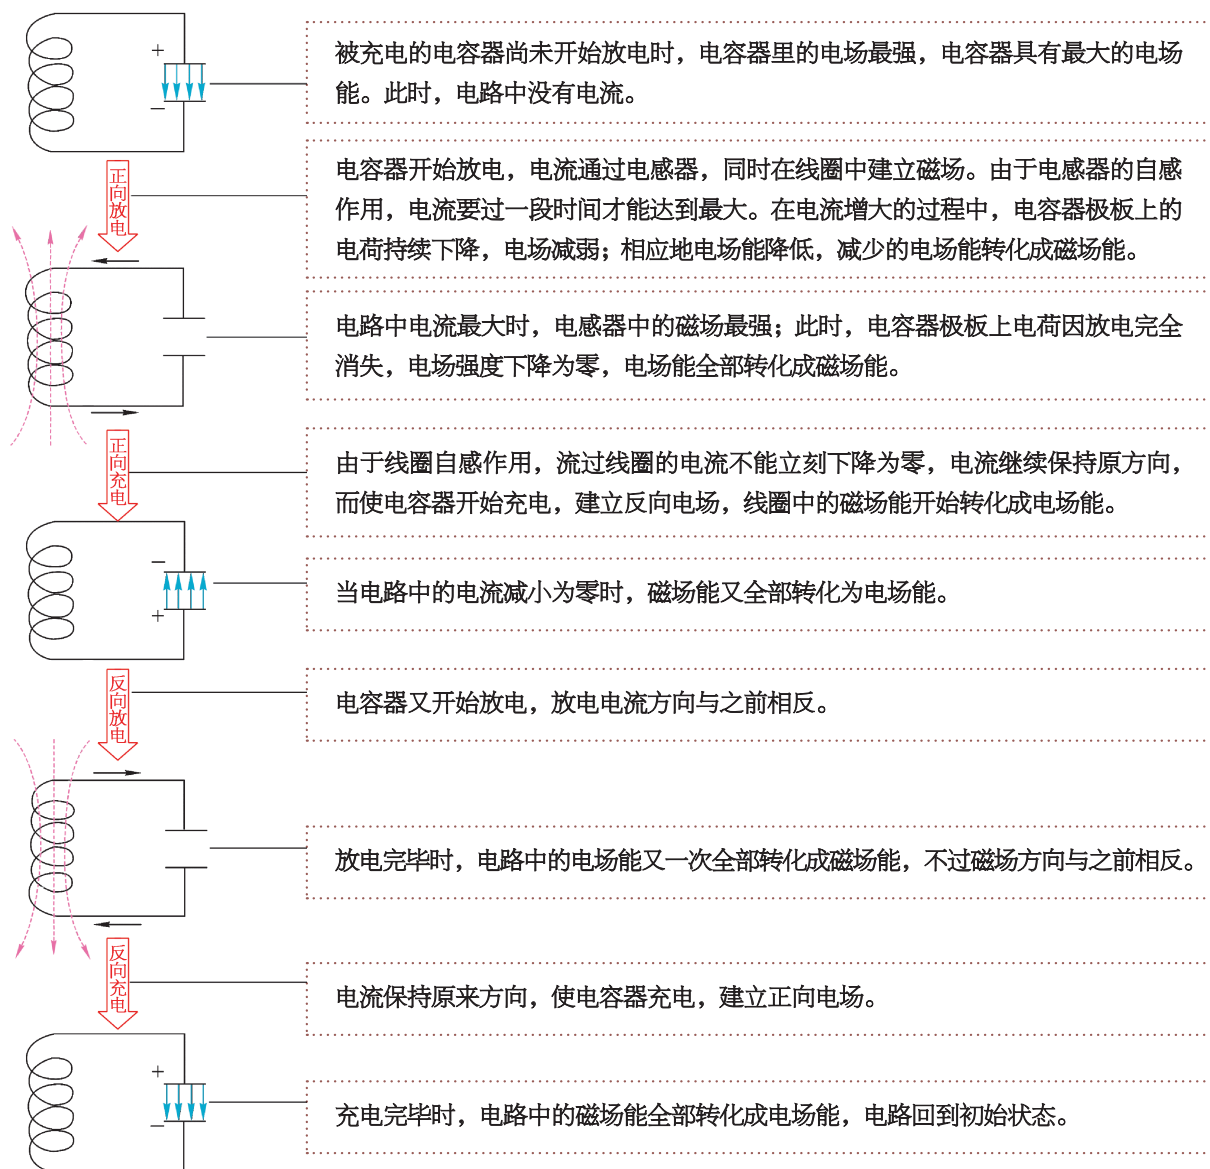 +
被充电的电容器尚未开始放电时，电容器里的电场最强，电容器具有最大的电场
能。此时，电路中没有电流。
−
正向放电
电容器开始放电，电流通过电感器，同时在线圈中建立磁场。由于电感器的自感
作用，电流要过一段时间才能达到最大。在电流增大的过程中，电容器极板上的
电荷持续下降，电场减弱；相应地电场能降低，减少的电场能转化成磁场能。
电路中电流最大时，电感器中的磁场最强；此时，电容器极板上电荷因放电完全
消失，电场强度下降为零，电场能全部转化成磁场能。
正向充电
由于线圈自感作用，流过线圈的电流不能立刻下降为零，电流继续保持原方向，
而使电容器开始充电，建立反向电场，线圈中的磁场能开始转化成电场能。
−
当电路中的电流减小为零时，磁场能又全部转化为电场能。
+
反向放电
电容器又开始放电，放电电流方向与之前相反。
放电完毕时，电路中的电场能又一次全部转化成磁场能，不过磁场方向与之前相反。
反向充电
电流保持原来方向，使电容器充电，建立正向电场。
+
充电完毕时，电路中的磁场能全部转化成电场能，电路回到初始状态。
−